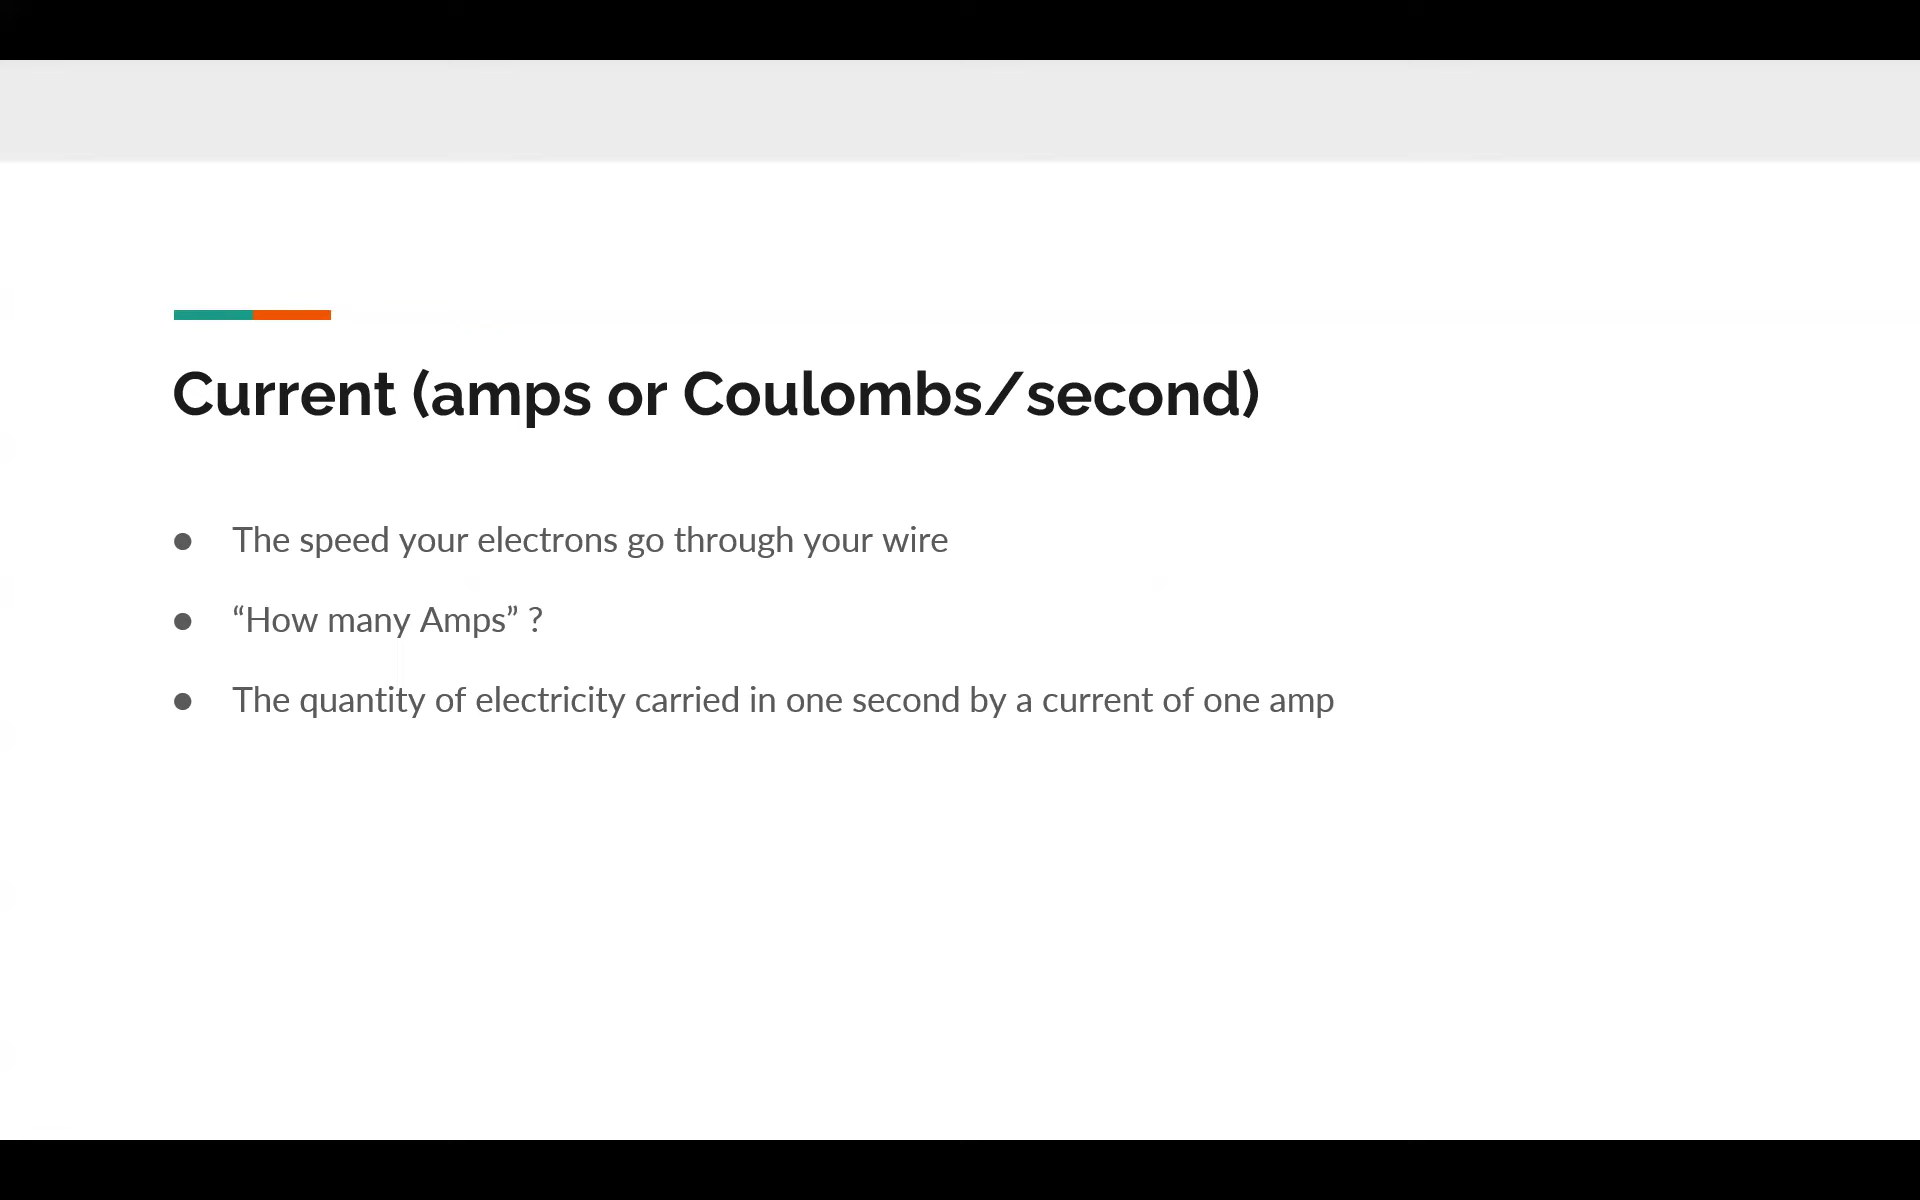 Current (amps or Coulombs/second)
● The speed your electrons go through your wire
● “How many Amps” ?
● The quantity of electricity carried in one second by a current of one amp